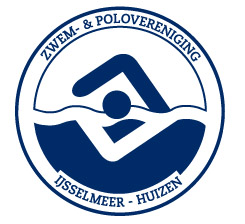 ZWEM- & POLOVERENIGING
IJSSELMEER - HUIZEN